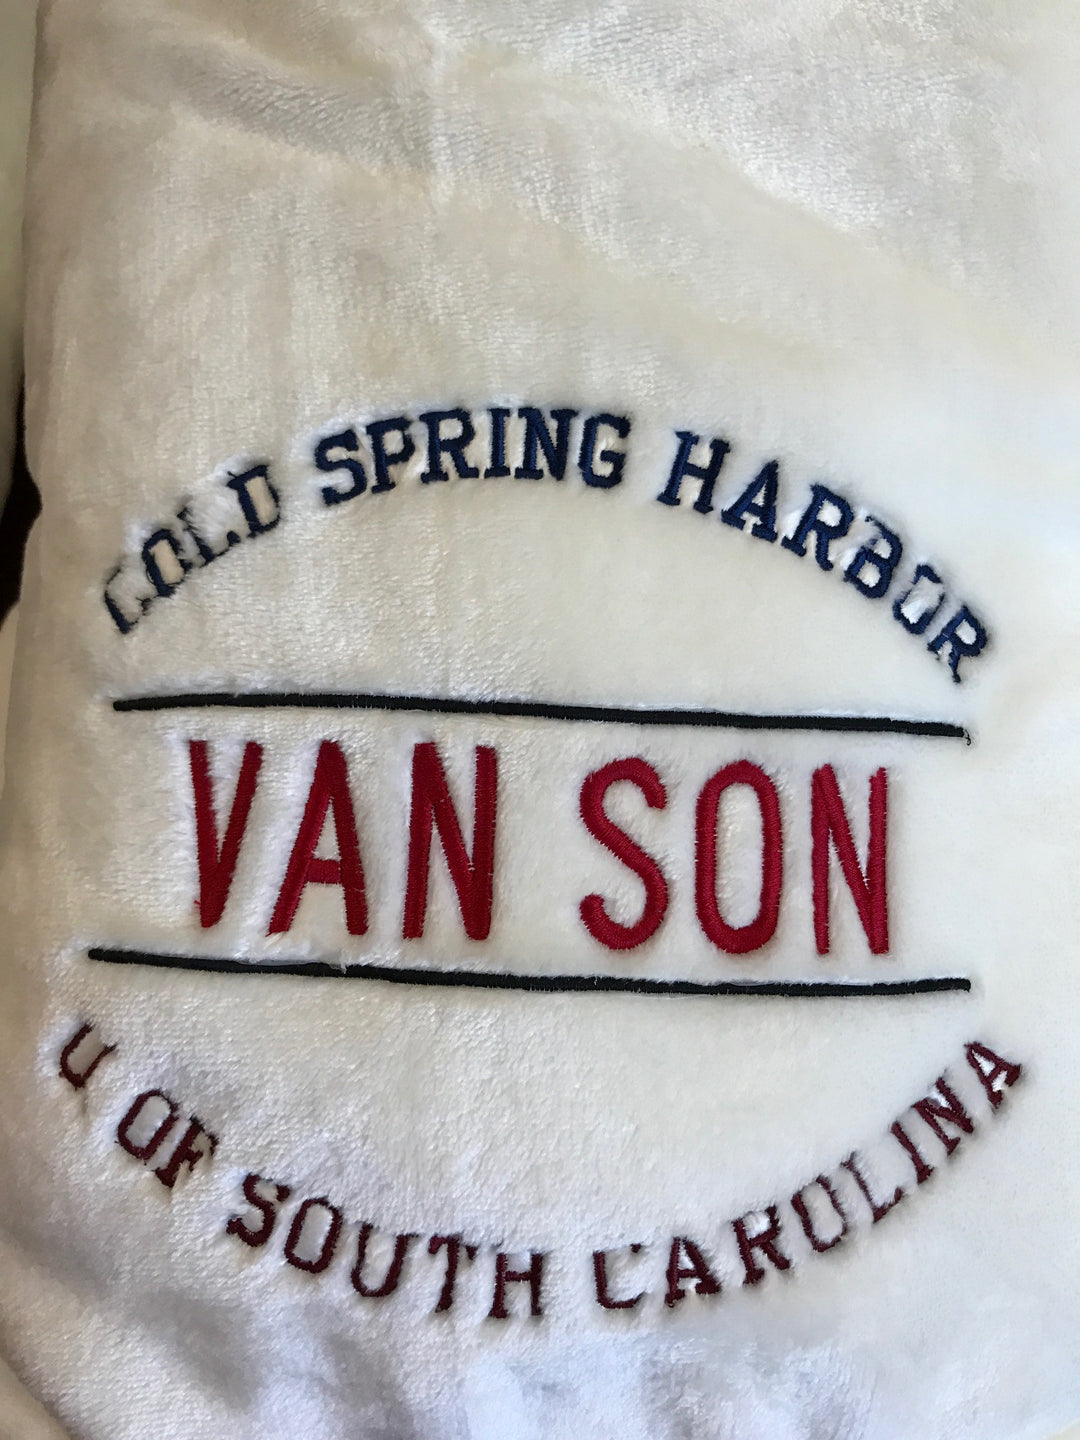 COLD SPRING HARBOR
VAN SON
U OF SOUTH CAROLINA